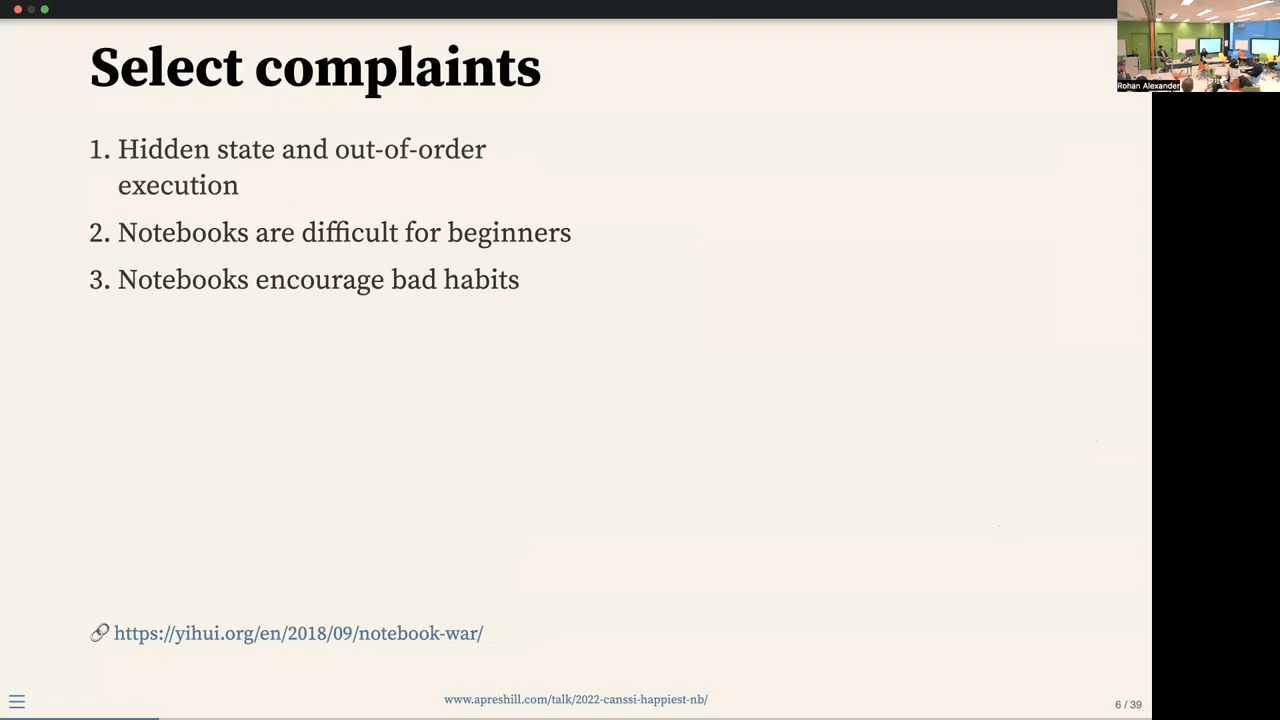 Select complaints
1. Hidden state and out-of-order
execution
2. Notebooks are difficult for beginners
3. Notebooks encourage bad habits
https://yihui.org/en/2018/09/notebook-war/
www.apreshill.com/talk/2022-canssi-happiest-nb/
6 / 39
Rohan Alexander